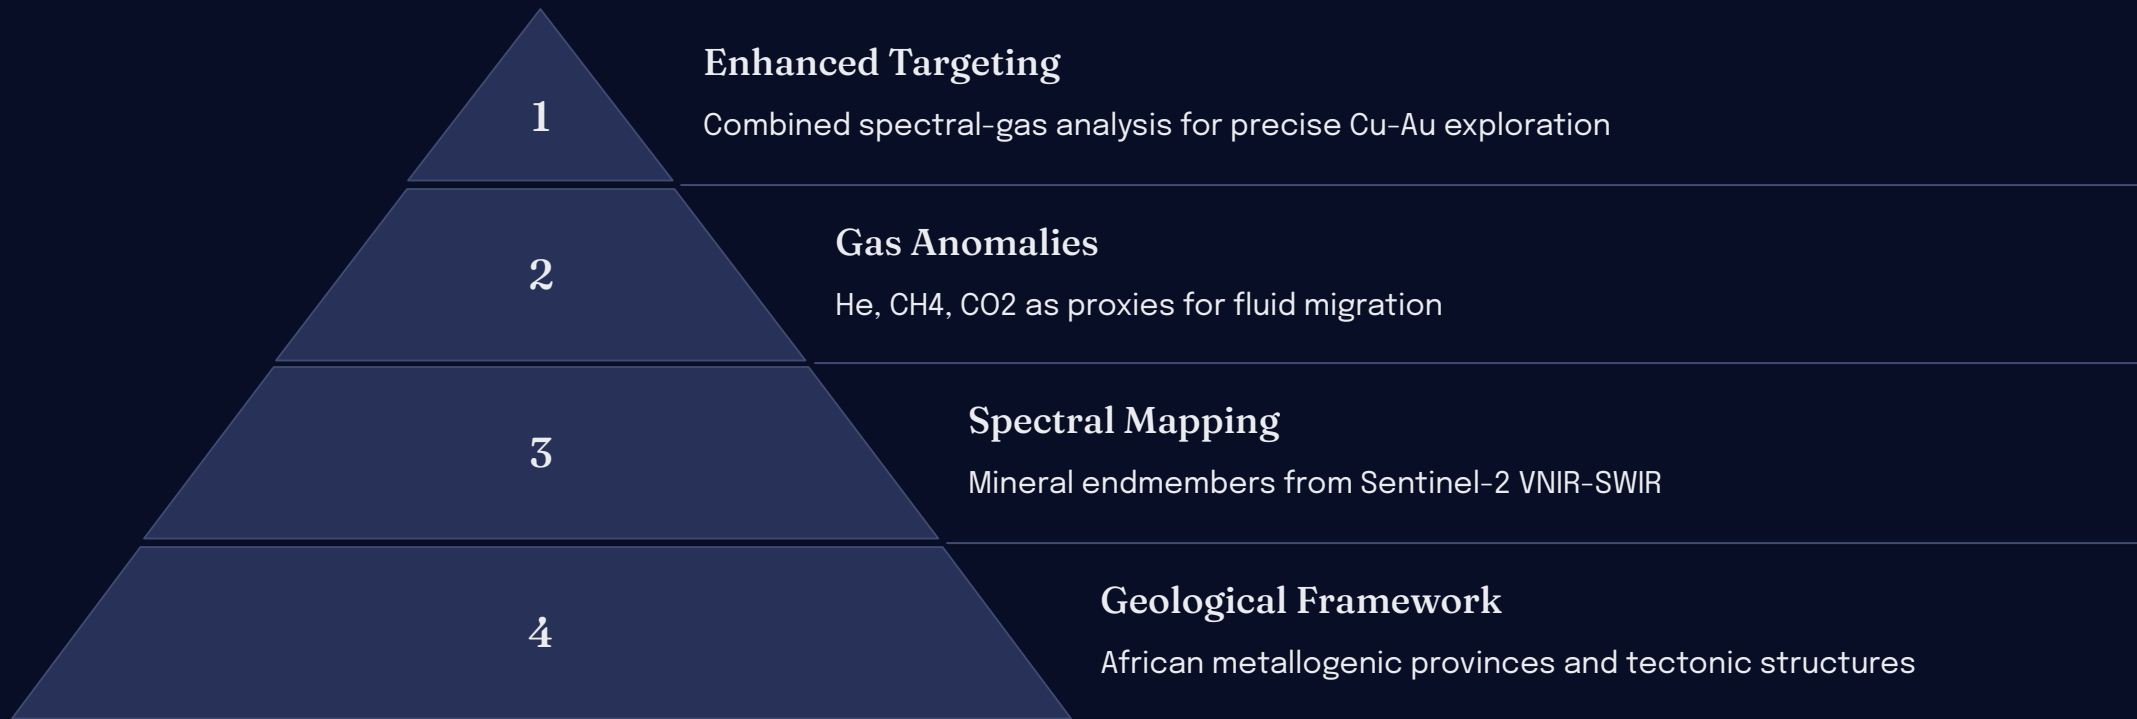 1
Enhanced Targeting
Combined spectral-gas analysis for precise Cu-Au exploration
2
Gas Anomalies
He, CH4, CO2 as proxies for fluid migration
3
Spectral Mapping
Mineral endmembers from Sentinel-2 VNIR-SWIR
4
Geological Framework
African metallogenic provinces and tectonic structures